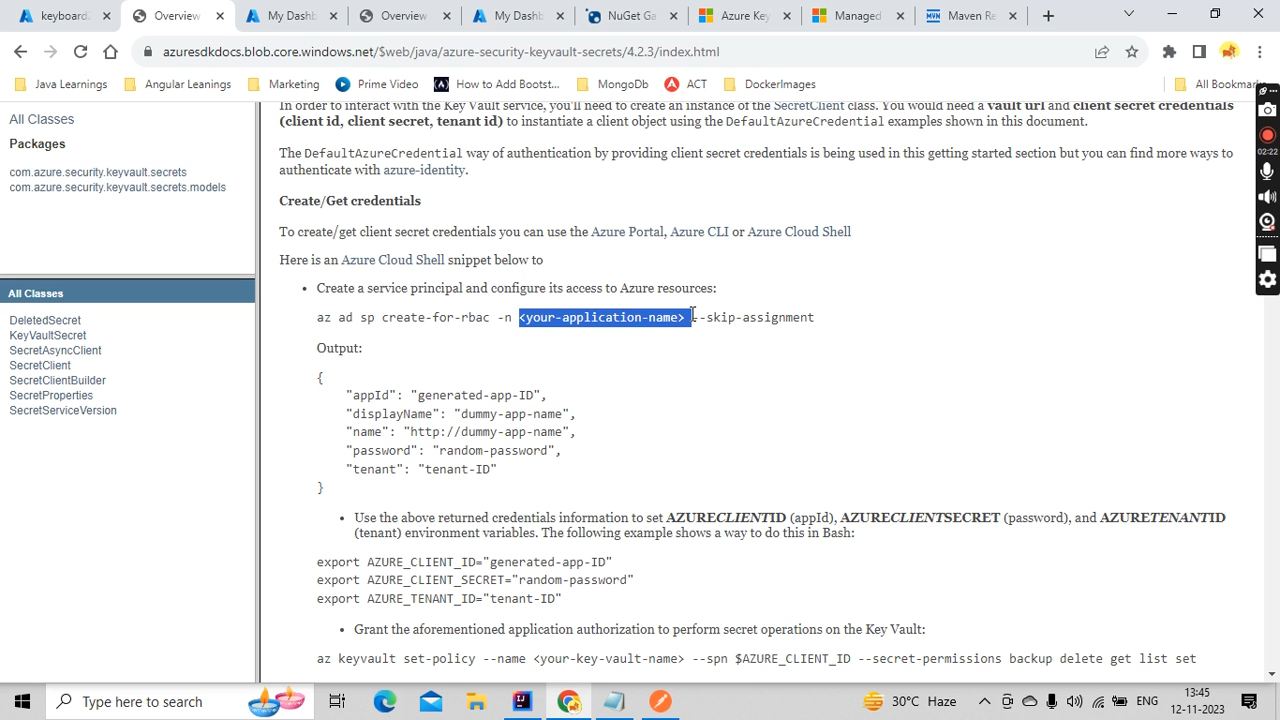 keyboard2
Overview
My Dashb
Overview
My Dashb
NuGet Ga
Azure Key
Managed
Maven Re
azuresdkdocs.blob.core.windows.net/$web/java/azure-security-keyvault-secrets/4.2.3/index.html
Java Learnings
Angular Leanings
Marketing
Prime Video
How to Add Bootst...
MongoDb
ACT
DockerImages
All Bookmarks
02:22
All Classes
Packages
com.azure.security.keyvault.secrets
com.azure.security.keyvault.secrets.models
All Classes
DeletedSecret
KeyVaultSecret
SecretAsyncClient
SecretClient
SecretClientBuilder
SecretProperties
SecretServiceVersion
In order to interact with the Key Vault service, you'll need to create an instance of the SecretClient class. You would need a vault url and client secret credentials
(client id, client secret, tenant id) to instantiate a client object using the DefaultAzureCredential examples shown in this document.
The DefaultAzureCredential way of authentication by providing client secret credentials is being used in this getting started section but you can find more ways to
authenticate with azure-identity.
Create/Get credentials
To create/get client secret credentials you can use the Azure Portal, Azure CLI or Azure Cloud Shell
Here is an Azure Cloud Shell snippet below to
• Create a service principal and configure its access to Azure resources:
az ad sp create-for-rbac -n <your-application-name> --skip-assignment
Output:
{
"appId": "generated-app-ID",
"displayName": "dummy-app-name",
"name": "http://dummy-app-name",
"password": "random-password",
"tenant": "tenant-ID"
}
• Use the above returned credentials information to set AZURECLIENTID (appId), AZURECLIENTSECRET (password), and AZURETENANTID
(tenant) environment variables. The following example shows a way to do this in Bash:
export AZURE_CLIENT_ID="generated-app-ID"
export AZURE_CLIENT_SECRET="random-password"
export AZURE_TENANT_ID="tenant-ID"
• Grant the aforementioned application authorization to perform secret operations on the Key Vault:
az keyvault set-policy --name <your-key-vault-name> --spn $AZURE_CLIENT_ID --secret-permissions backup delete get list set
Type here to search
30°C Haze
ENG
13:45
12-11-2023